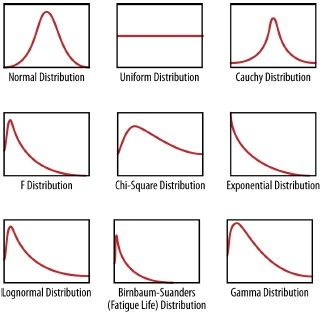 Normal Distribution
Uniform Distribution
Cauchy Distribution
F Distribution
Chi-Square Distribution
Exponential Distribution
Lognormal Distribution
Birnbaum-Suanders
(Fatigue Life) Distribution
Gamma Distribution